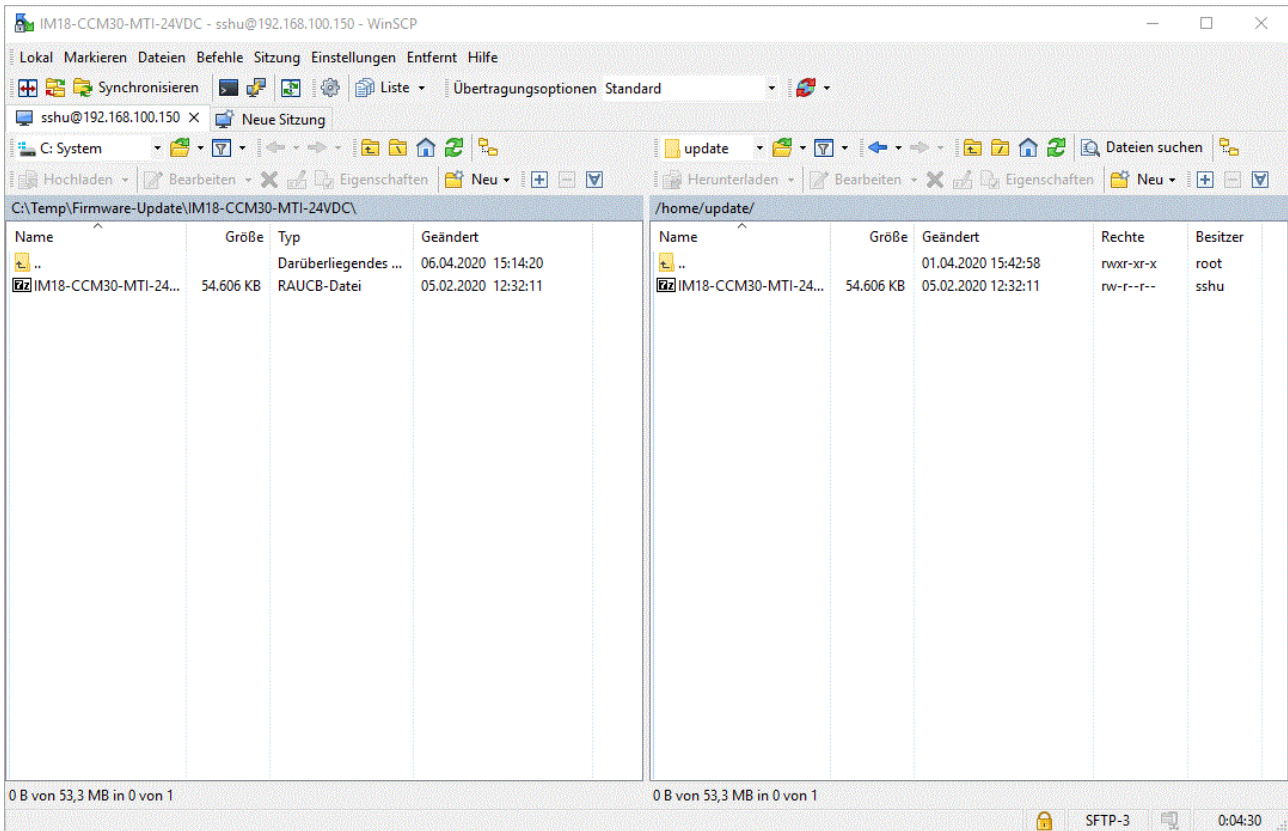 IM18-CCM30-MTI-24VDC - sshu@192.168.100.150 - WinSCP
Lokal Markieren Dateien Befehle Sitzung Einstellungen Entfernt Hilfe
Synchronisieren Liste Übertragungsoptionen Standard
sshu@192.168.100.150 Neue Sitzung
C: System update Dateien suchen
Hochladen Bearbeiten Eigenschaften Neu Herunterladen Bearbeiten Eigenschaften Neu
C:\Temp\Firmware-Update\IM18-CCM30-MTI-24VDC\ /home/update/
Name Größe Typ Geändert Name Größe Geändert Rechte Besitzer
.. Darüberliegendes ... 06.04.2020 15:14:20 .. 01.04.2020 15:42:58 rwxr-xr-x root
IM18-CCM30-MTI-24... 54.606 KB RAUCB-Datei 05.02.2020 12:32:11 IM18-CCM30-MTI-24... 54.606 KB 05.02.2020 12:32:11 rw-r--r-- sshu
0 B von 53,3 MB in 0 von 1 0 B von 53,3 MB in 0 von 1
SFTP-3 0:04:30